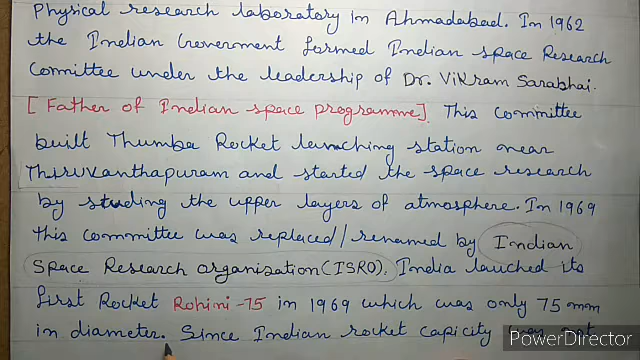 Physical research laboratory in Ahmadabad. In 1962
the Indian Government formed Indian space Research
Committee under the leadership of Dr. Vikram Sarabhai.
[Father of Indian space programme]. This committee
built Thumba Rocket launching station near
Thiruvanthapuram and started the space research
by studing the upper layers of atmosphere. In 1969
this committee was replaced/renamed by Indian
Space Research organisation (ISRO). India lauched its
first Rocket Rohini-75 in 1969 which was only 75 mm
in diameter. Since Indian rocket capicity
PowerDirector